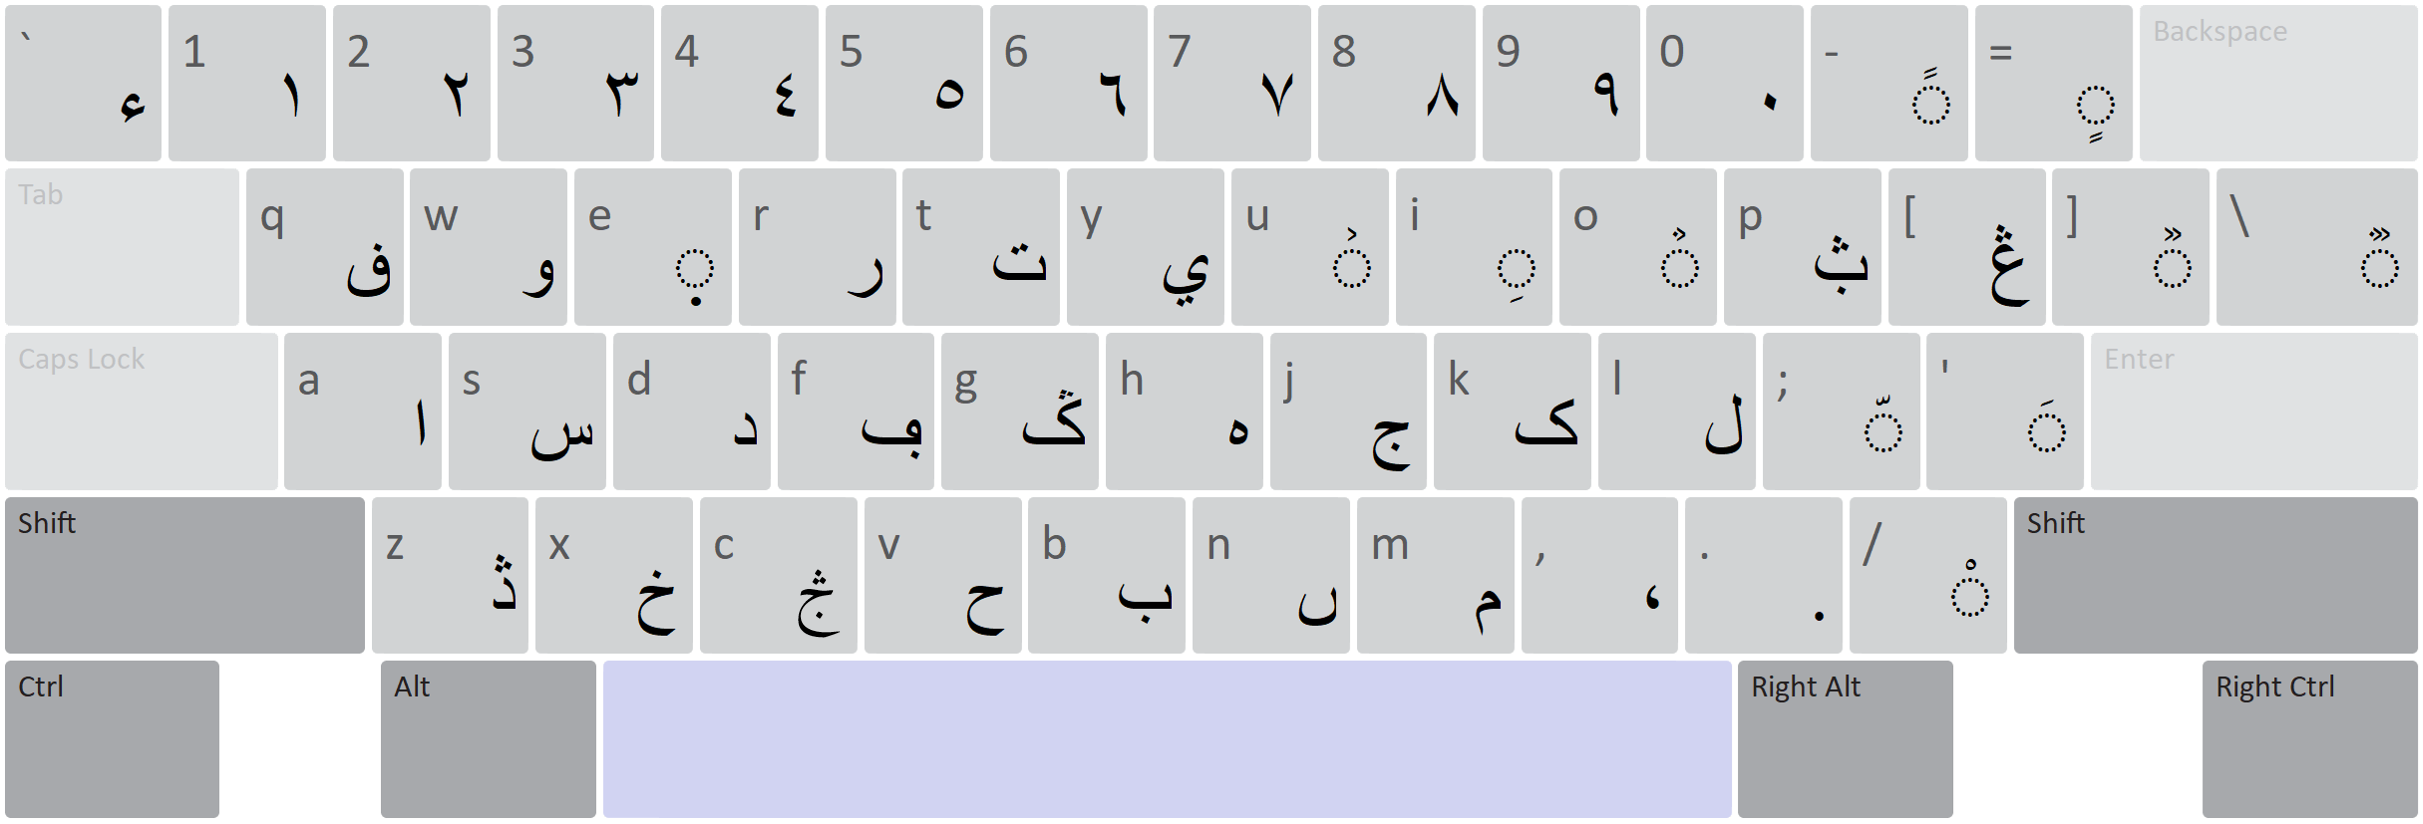 ` ء 1 ١ 2 ٢ 3 ٣ 4 ٤ 5 ٥ 6 ٦ 7 ٧ 8 ٨ 9 ٩ 0 ٠ - ◌ً = ◌ٍ Backspace
Tab q ف w و e ◌ٜ r ر t ت y ي u i ◌ِ o p ڽ [ ] \
Caps Lock a ا s س d د f ڢ g h ه j ج k ک l ل ; ◌ّ ' ◌َ Enter
Shift z x خ c v ح b ب n ں m م , ، . . / ◌ْ Shift
Ctrl Alt Right Alt Right Ctrl